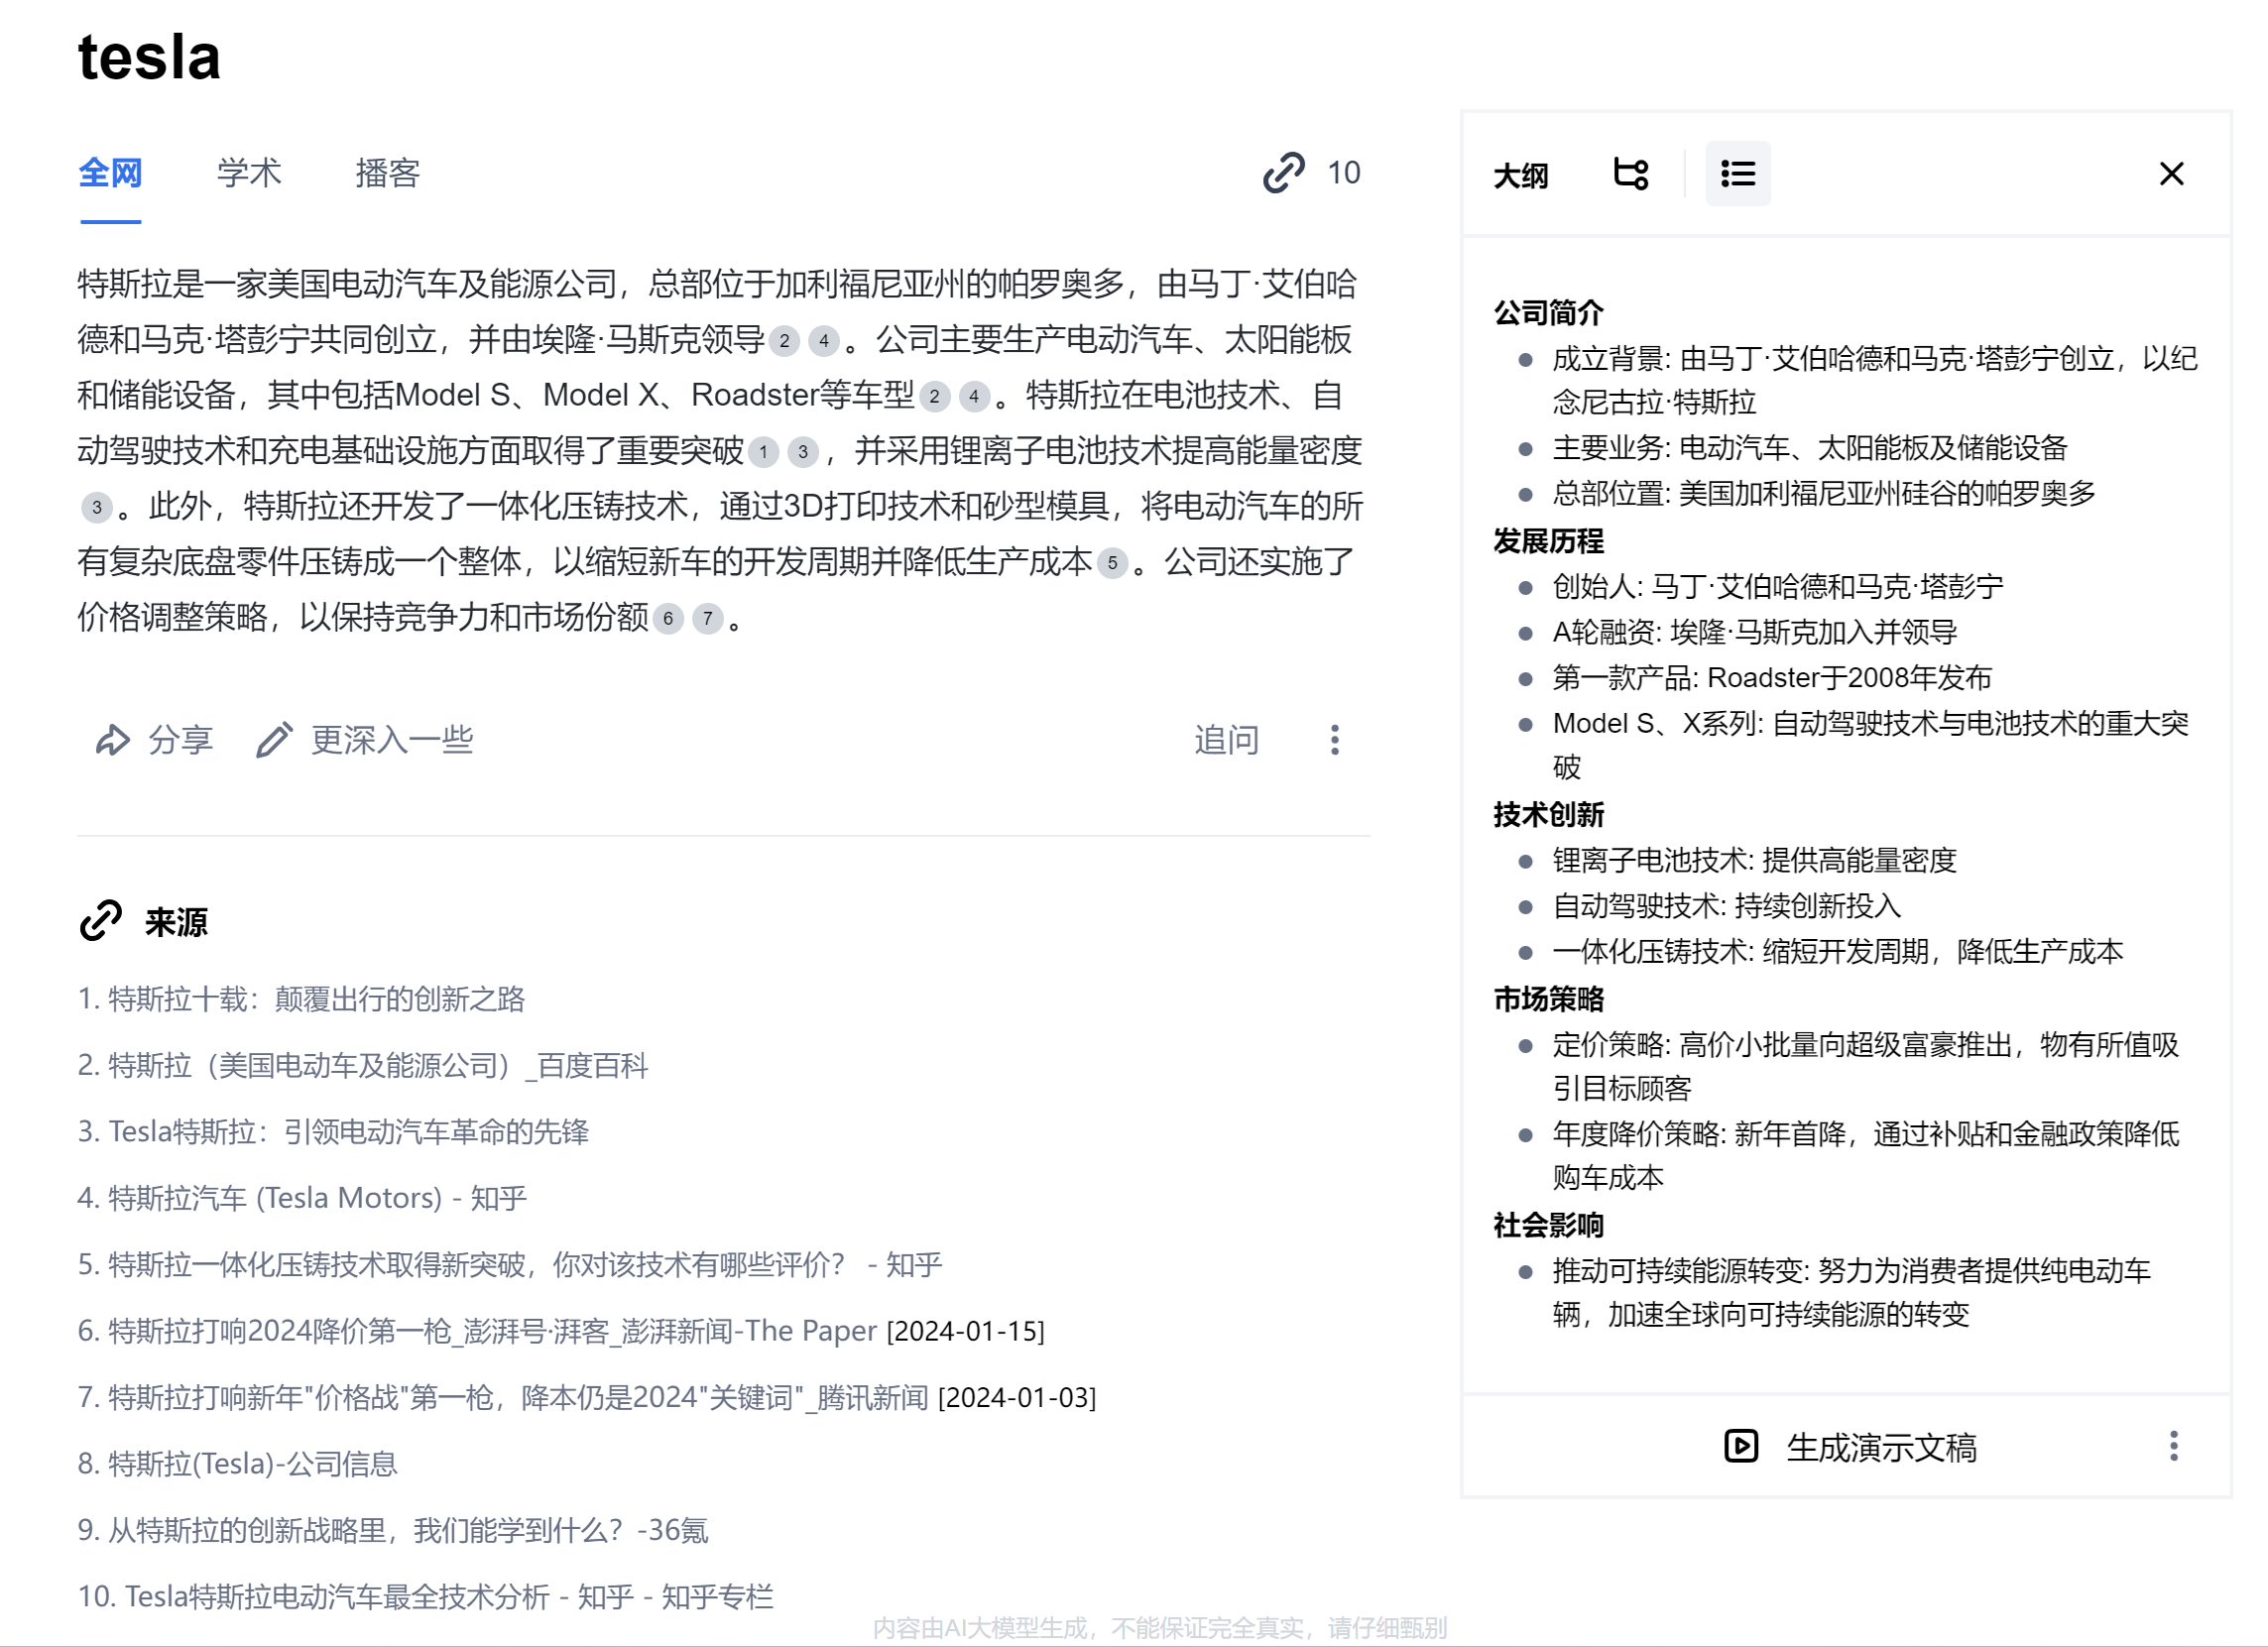 tesla
全网 学术 播客 10
特斯拉是一家美国电动汽车及能源公司，总部位于加利福尼亚州的帕罗奥多，由马丁·艾伯哈
德和马克·塔彭宁共同创立，并由埃隆·马斯克领导 2 4 。公司主要生产电动汽车、太阳能板
和储能设备，其中包括Model S、Model X、Roadster等车型 2 4 。特斯拉在电池技术、自
动驾驶技术和充电基础设施方面取得了重要突破 1 3 ，并采用锂离子电池技术提高能量密度
3 。此外，特斯拉还开发了一体化压铸技术，通过3D打印技术和砂型模具，将电动汽车的所
有复杂底盘零件压铸成一个整体，以缩短新车的开发周期并降低生产成本 5 。公司还实施了
价格调整策略，以保持竞争力和市场份额 6 7 。
分享 更深入一些 追问
来源
1. 特斯拉十载：颠覆出行的创新之路
2. 特斯拉（美国电动车及能源公司）_百度百科
3. Tesla特斯拉：引领电动汽车革命的先锋
4. 特斯拉汽车 (Tesla Motors) - 知乎
5. 特斯拉一体化压铸技术取得新突破，你对该技术有哪些评价？ - 知乎
6. 特斯拉打响2024降价第一枪_澎湃号·湃客_澎湃新闻-The Paper [2024-01-15]
7. 特斯拉打响新年"价格战"第一枪，降本仍是2024"关键词"_腾讯新闻 [2024-01-03]
8. 特斯拉(Tesla)-公司信息
9. 从特斯拉的创新战略里，我们能学到什么？-36氪
10. Tesla特斯拉电动汽车最全技术分析 - 知乎 - 知乎专栏
大纲
公司简介
成立背景: 由马丁·艾伯哈德和马克·塔彭宁创立，以纪
念尼古拉·特斯拉
主要业务: 电动汽车、太阳能板及储能设备
总部位置: 美国加利福尼亚州硅谷的帕罗奥多
发展历程
创始人: 马丁·艾伯哈德和马克·塔彭宁
A轮融资: 埃隆·马斯克加入并领导
第一款产品: Roadster于2008年发布
Model S、X系列: 自动驾驶技术与电池技术的重大突
破
技术创新
锂离子电池技术: 提供高能量密度
自动驾驶技术: 持续创新投入
一体化压铸技术: 缩短开发周期，降低生产成本
市场策略
定价策略: 高价小批量向超级富豪推出，物有所值吸
引目标顾客
年度降价策略: 新年首降，通过补贴和金融政策降低
购车成本
社会影响
推动可持续能源转变: 努力为消费者提供纯电动车
辆，加速全球向可持续能源的转变
生成演示文稿
内容由AI大模型生成，不能保证完全真实，请仔细甄别